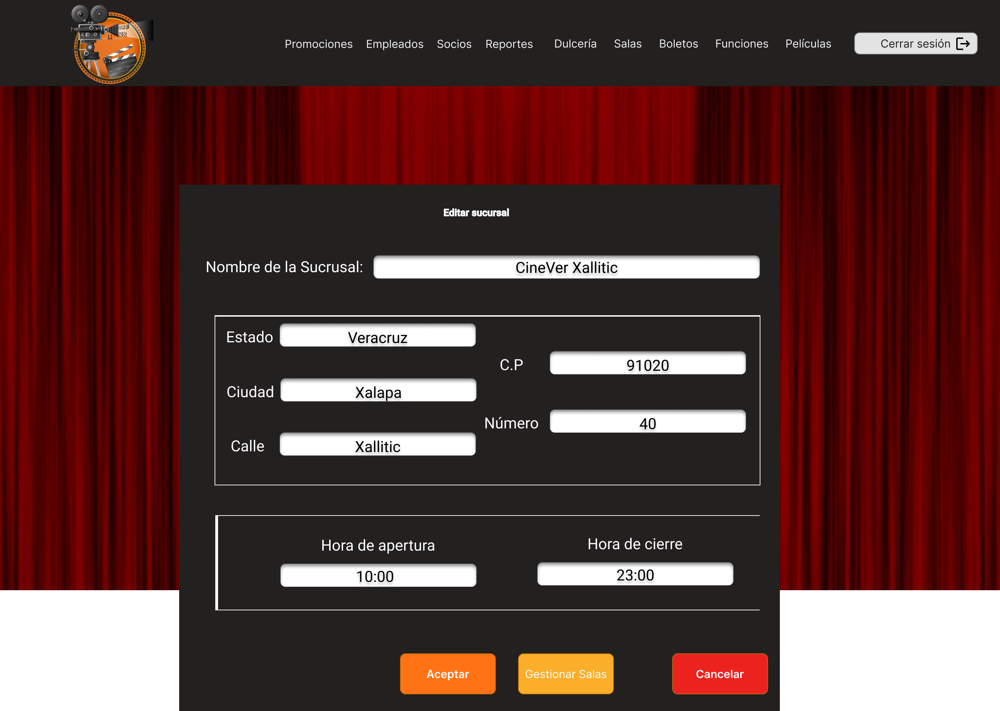 CINE
VER
Promociones Empleados Socios Reportes Dulcería Salas Boletos Funciones Películas Cerrar sesión
Editar sucursal
Nombre de la Sucrusal: CineVer Xallitic
Estado Veracruz
C.P 91020
Ciudad Xalapa
Número 40
Calle Xallitic
Hora de apertura Hora de cierre
10:00 23:00
Aceptar Gestionar Salas Cancelar